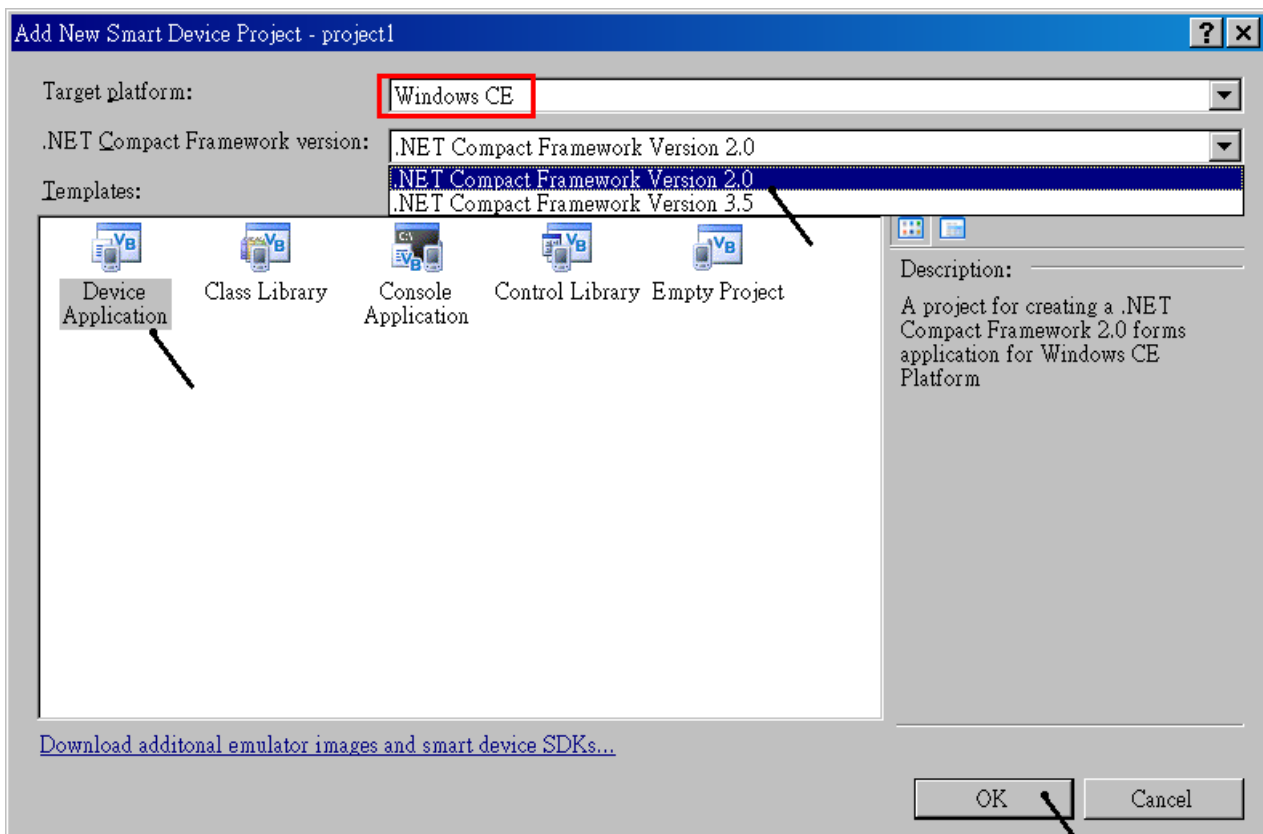 Add New Smart Device Project - project1
Target platform:
Windows CE
.NET Compact Framework version:
.NET Compact Framework Version 2.0
.NET Compact Framework Version 2.0
.NET Compact Framework Version 3.5
Templates:
Device Application
Class Library
Console Application
Control Library
Empty Project
Description:
A project for creating a .NET
Compact Framework 2.0 forms
application for Windows CE
Platform
Download additonal emulator images and smart device SDKs...
OK
Cancel